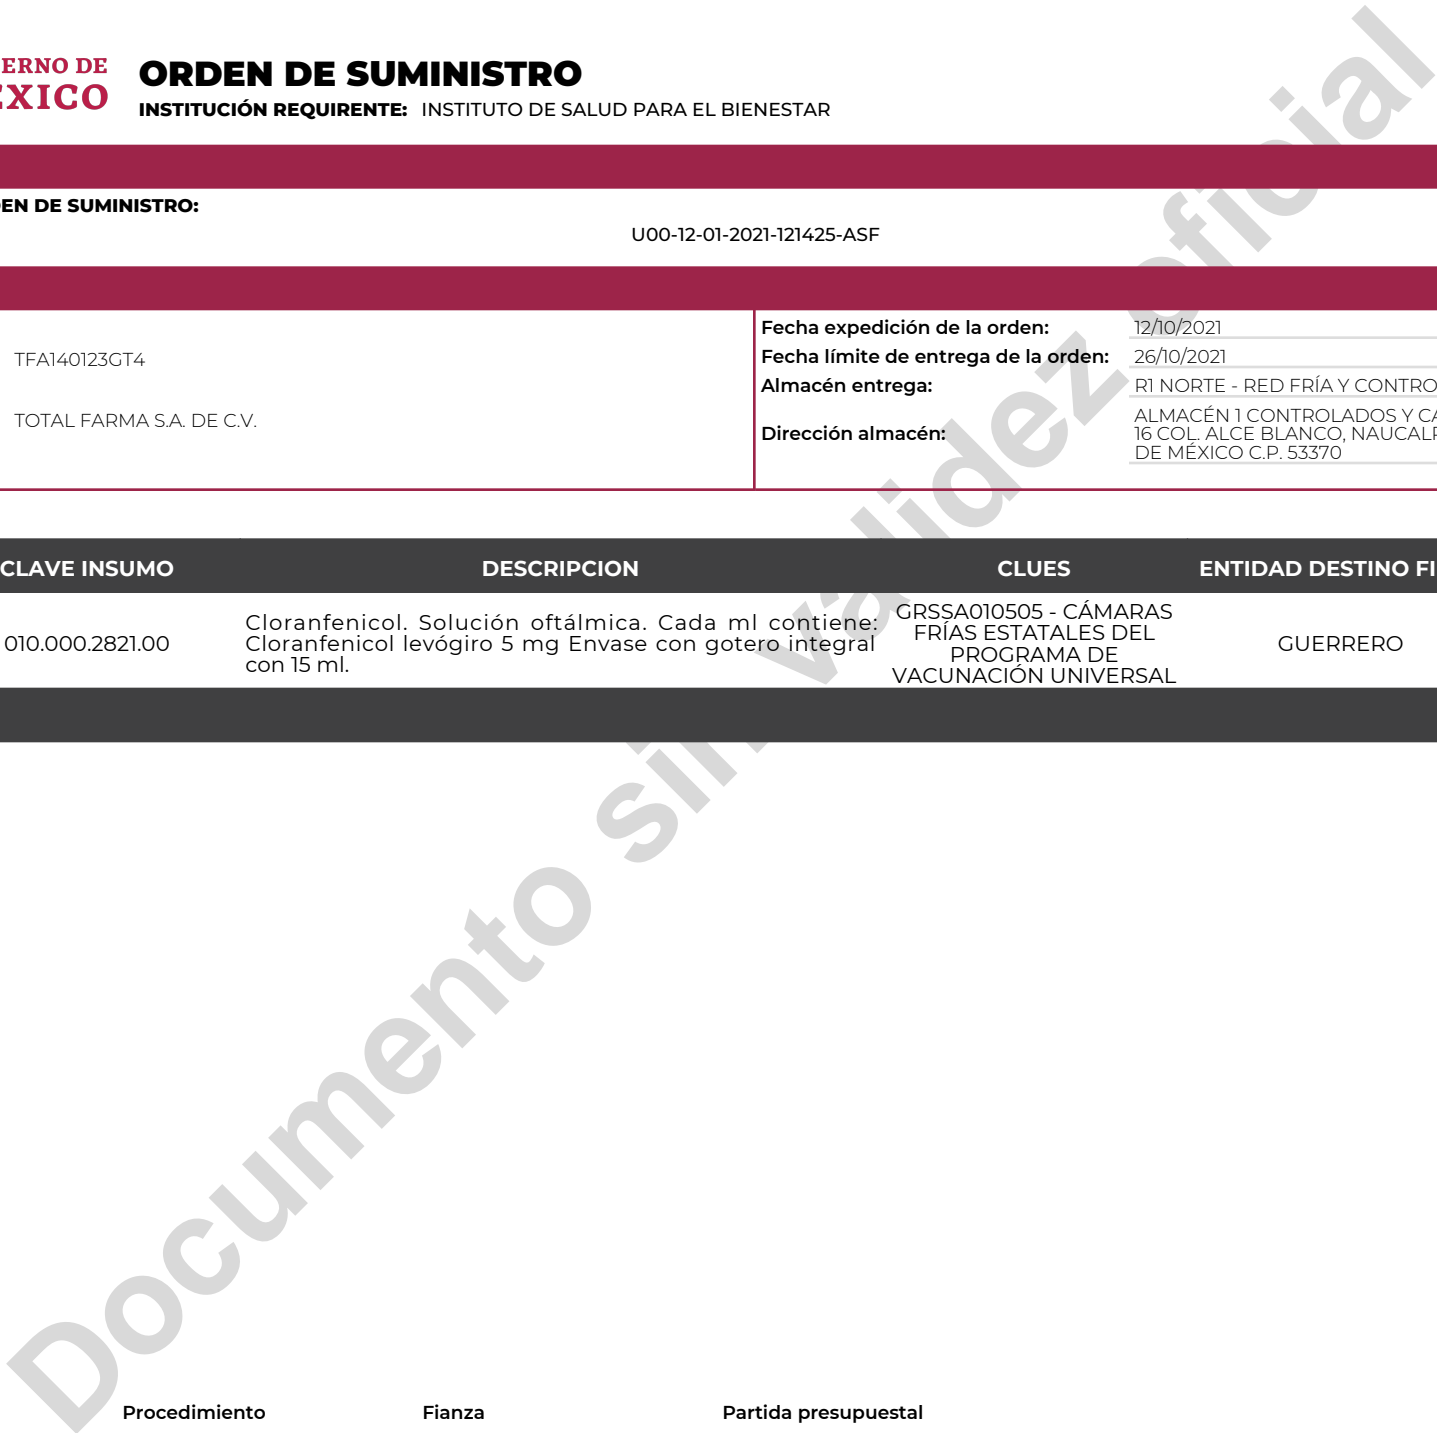 ERNO DE
ÉXICO
ORDEN DE SUMINISTRO
INSTITUCIÓN REQUIRENTE: INSTITUTO DE SALUD PARA EL BIENESTAR
EN DE SUMINISTRO:
U00-12-01-2021-121425-ASF
TFA140123GT4
TOTAL FARMA S.A. DE C.V.
Fecha expedición de la orden: 12/10/2021
Fecha límite de entrega de la orden: 26/10/2021
Almacén entrega: R1 NORTE - RED FRÍA Y CONTRO
Dirección almacén:
ALMACÉN 1 CONTROLADOS Y CA
16 COL. ALCE BLANCO, NAUCALP
DE MÉXICO C.P. 53370
CLAVE INSUMO DESCRIPCION CLUES ENTIDAD DESTINO FI
010.000.2821.00
Cloranfenicol. Solución oftálmica. Cada ml contiene:
Cloranfenicol levógiro 5 mg Envase con gotero integral
con 15 ml.
GRSSA010505 - CÁMARAS
FRÍAS ESTATALES DEL
PROGRAMA DE
VACUNACIÓN UNIVERSAL
GUERRERO
Documento sin validez oficial
Procedimiento Fianza Partida presupuestal